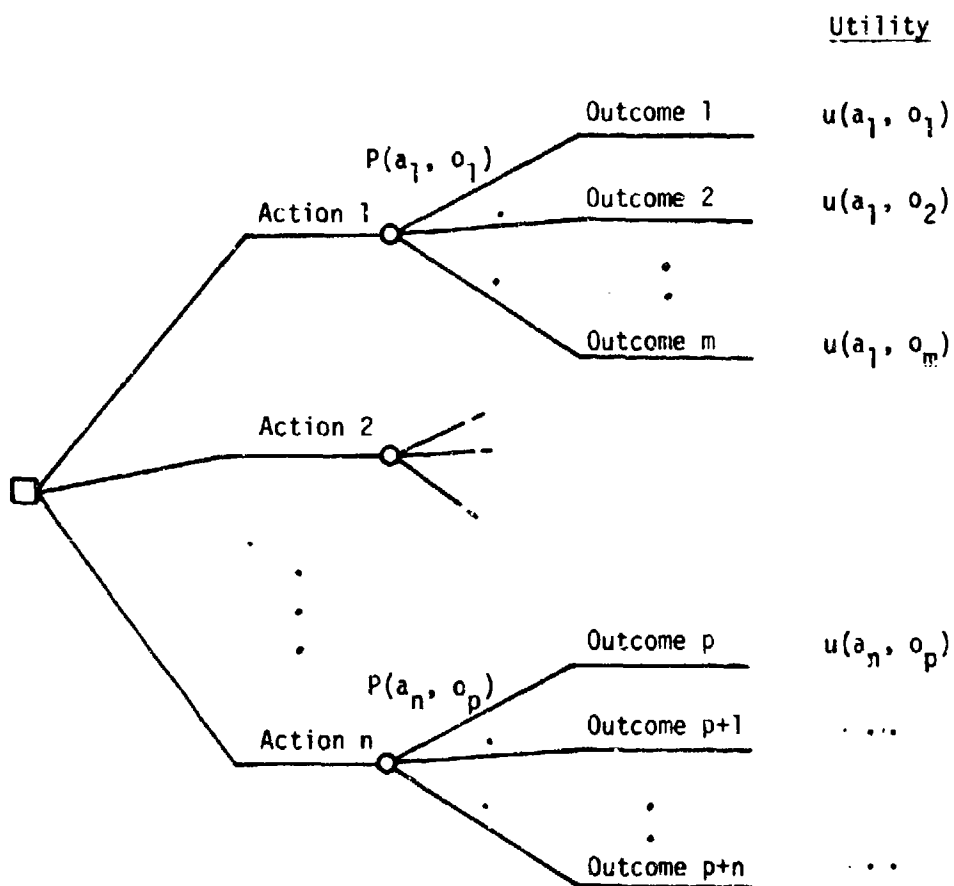 Utility
Outcome 1 u(a₁, o₁)
P(a₁, o₁)
Outcome 2 u(a₁, o₂)
Action 1
Outcome m u(a₁, oₘ)
Action 2
Outcome p u(aₙ, oₚ)
P(aₙ, oₚ)
Outcome p+1 ...
Action n
Outcome p+n ...